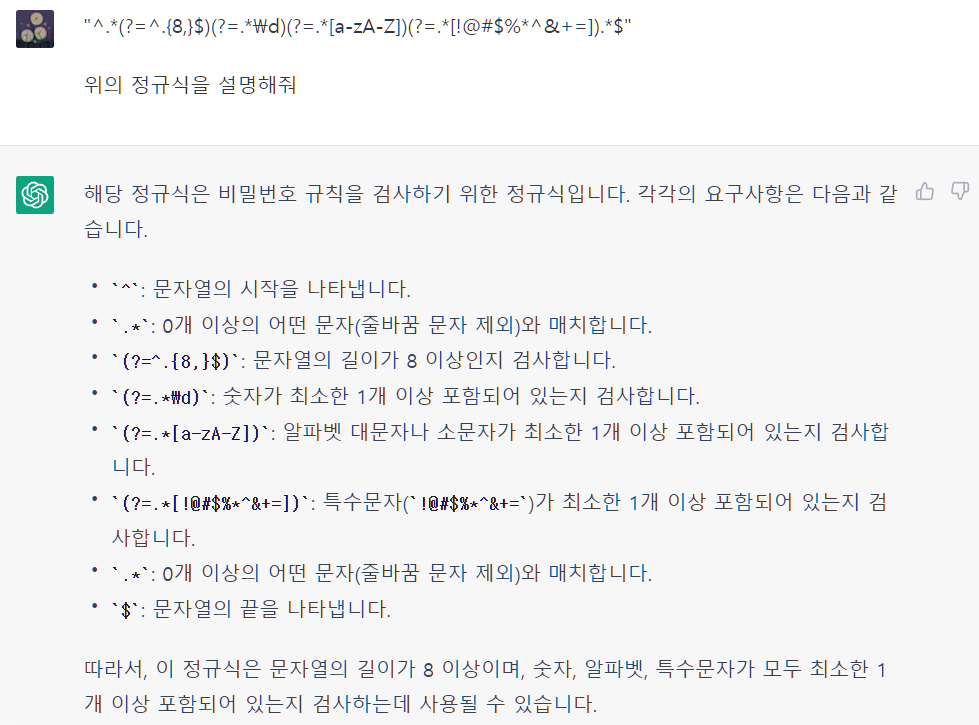 "^.*(?=^.{8,}$)(?=.*₩d)(?=.*[a-zA-Z])(?=.*[!@#$%*^&+=]).*$"
위의 정규식을 설명해줘
해당 정규식은 비밀번호 규칙을 검사하기 위한 정규식입니다. 각각의 요구사항은 다음과 같
습니다.
• `^`: 문자열의 시작을 나타냅니다.
• `.*`: 0개 이상의 어떤 문자(줄바꿈 문자 제외)와 매치합니다.
• `(?=^.{8,}$)`: 문자열의 길이가 8 이상인지 검사합니다.
• `(?=.*₩d)`: 숫자가 최소한 1개 이상 포함되어 있는지 검사합니다.
• `(?=.*[a-zA-Z])`: 알파벳 대문자나 소문자가 최소한 1개 이상 포함되어 있는지 검사합
니다.
• `(?=.*[!@#$%*^&+=])`: 특수문자(`!@#$%*^&+=`)가 최소한 1개 이상 포함되어 있는지 검
사합니다.
• `.*`: 0개 이상의 어떤 문자(줄바꿈 문자 제외)와 매치합니다.
• `$`: 문자열의 끝을 나타냅니다.
따라서, 이 정규식은 문자열의 길이가 8 이상이며, 숫자, 알파벳, 특수문자가 모두 최소한 1
개 이상 포함되어 있는지 검사하는데 사용될 수 있습니다.